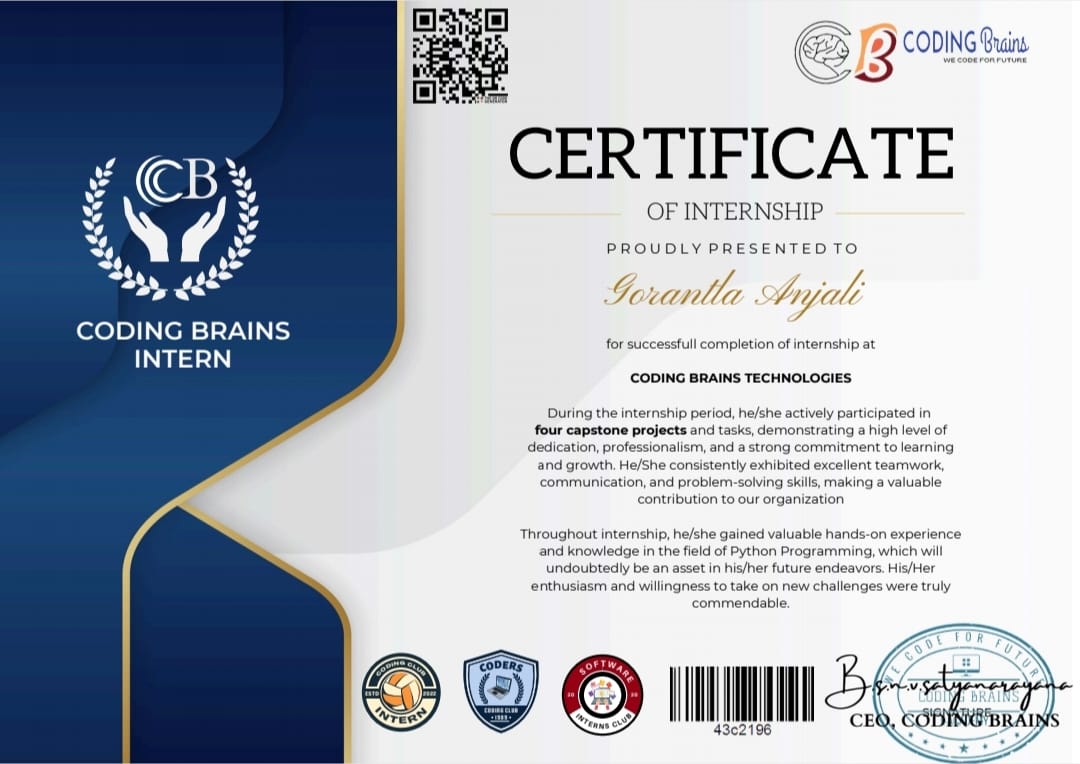 CODING Brains
WE CODE FOR FUTURE
CERTIFICATE
OF INTERNSHIP
PROUDLY PRESENTED TO
Gorantla Anjali
for successfull completion of internship at
CODING BRAINS TECHNOLOGIES
During the internship period, he/she actively participated in
four capstone projects and tasks, demonstrating a high level of
dedication, professionalism, and a strong commitment to learning
and growth. He/She consistently exhibited excellent teamwork,
communication, and problem-solving skills, making a valuable
contribution to our organization
Throughout internship, he/she gained valuable hands-on experience
and knowledge in the field of Python Programming, which will
undoubtedly be an asset in his/her future endeavors. His/Her
enthusiasm and willingness to take on new challenges were truly
commendable.
CCB
CODING BRAINS
INTERN
CODING CLUB
ESTD 2022
INTERN
CODERS
CODING CLUB
SOFTWARE
20 20
INTERNS CLUB
43c2196
WE CODE FOR FUTURE
CODING BRAINS
B.s.n.v.satyanarayana
SIGNATURE
CEO, CODING BRAINS